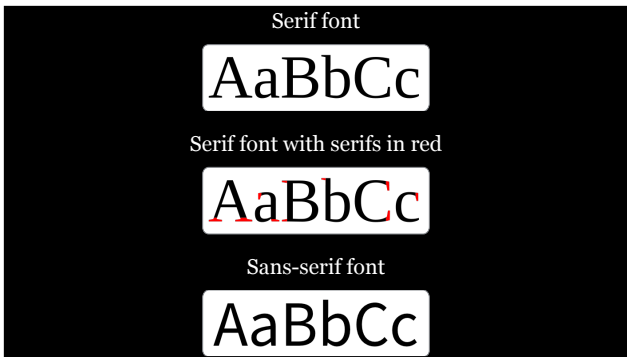 Serif font
AaBbCc
Serif font with serifs in red
AaBbCc
Sans-serif font
AaBbCc